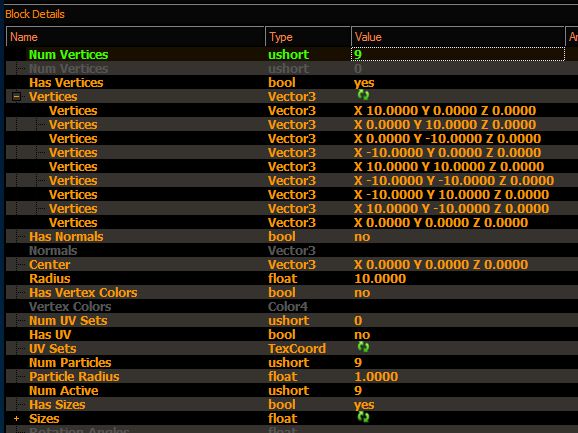 Block Details
Name Type Value Ar
Num Vertices ushort 9
Num Vertices ushort 0
Has Vertices bool yes
Vertices Vector3
Vertices Vector3 X 10.0000 Y 0.0000 Z 0.0000
Vertices Vector3 X 0.0000 Y 10.0000 Z 0.0000
Vertices Vector3 X 0.0000 Y -10.0000 Z 0.0000
Vertices Vector3 X -10.0000 Y 0.0000 Z 0.0000
Vertices Vector3 X 10.0000 Y 10.0000 Z 0.0000
Vertices Vector3 X -10.0000 Y -10.0000 Z 0.0000
Vertices Vector3 X -10.0000 Y 10.0000 Z 0.0000
Vertices Vector3 X 10.0000 Y -10.0000 Z 0.0000
Vertices Vector3 X 0.0000 Y 0.0000 Z 0.0000
Has Normals bool no
Normals Vector3
Center Vector3 X 0.0000 Y 0.0000 Z 0.0000
Radius float 10.0000
Has Vertex Colors bool no
Vertex Colors Color4
Num UV Sets ushort 0
Has UV bool no
UV Sets TexCoord
Num Particles ushort 9
Particle Radius float 1.0000
Num Active ushort 9
Has Sizes bool yes
Sizes float
Rotation Angles float